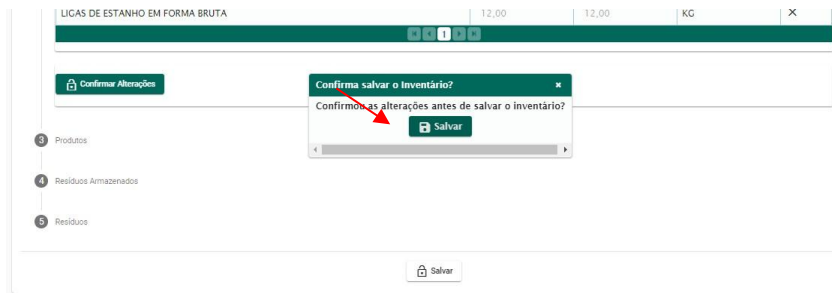 LIGAS DE ESTANHO EM FORMA BRUTA 12,00 12,00 KG X
1
Confirmar Alterações
Confirma salvar o Inventário? x
Confirmou as alterações antes de salvar o inventário?
Salvar
3 Produtos
4 Resíduos Armazenados
5 Resíduos
Salvar